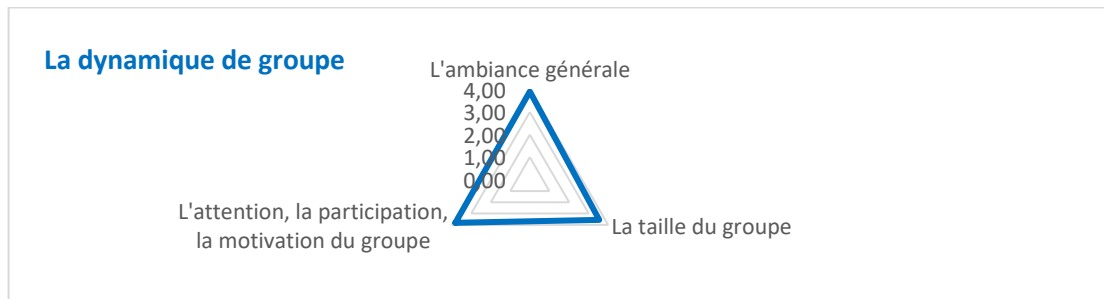 La dynamique de groupe
L'ambiance générale
4,00
3,00
2,00
1,00
0,00
L'attention, la participation,
la motivation du groupe
La taille du groupe